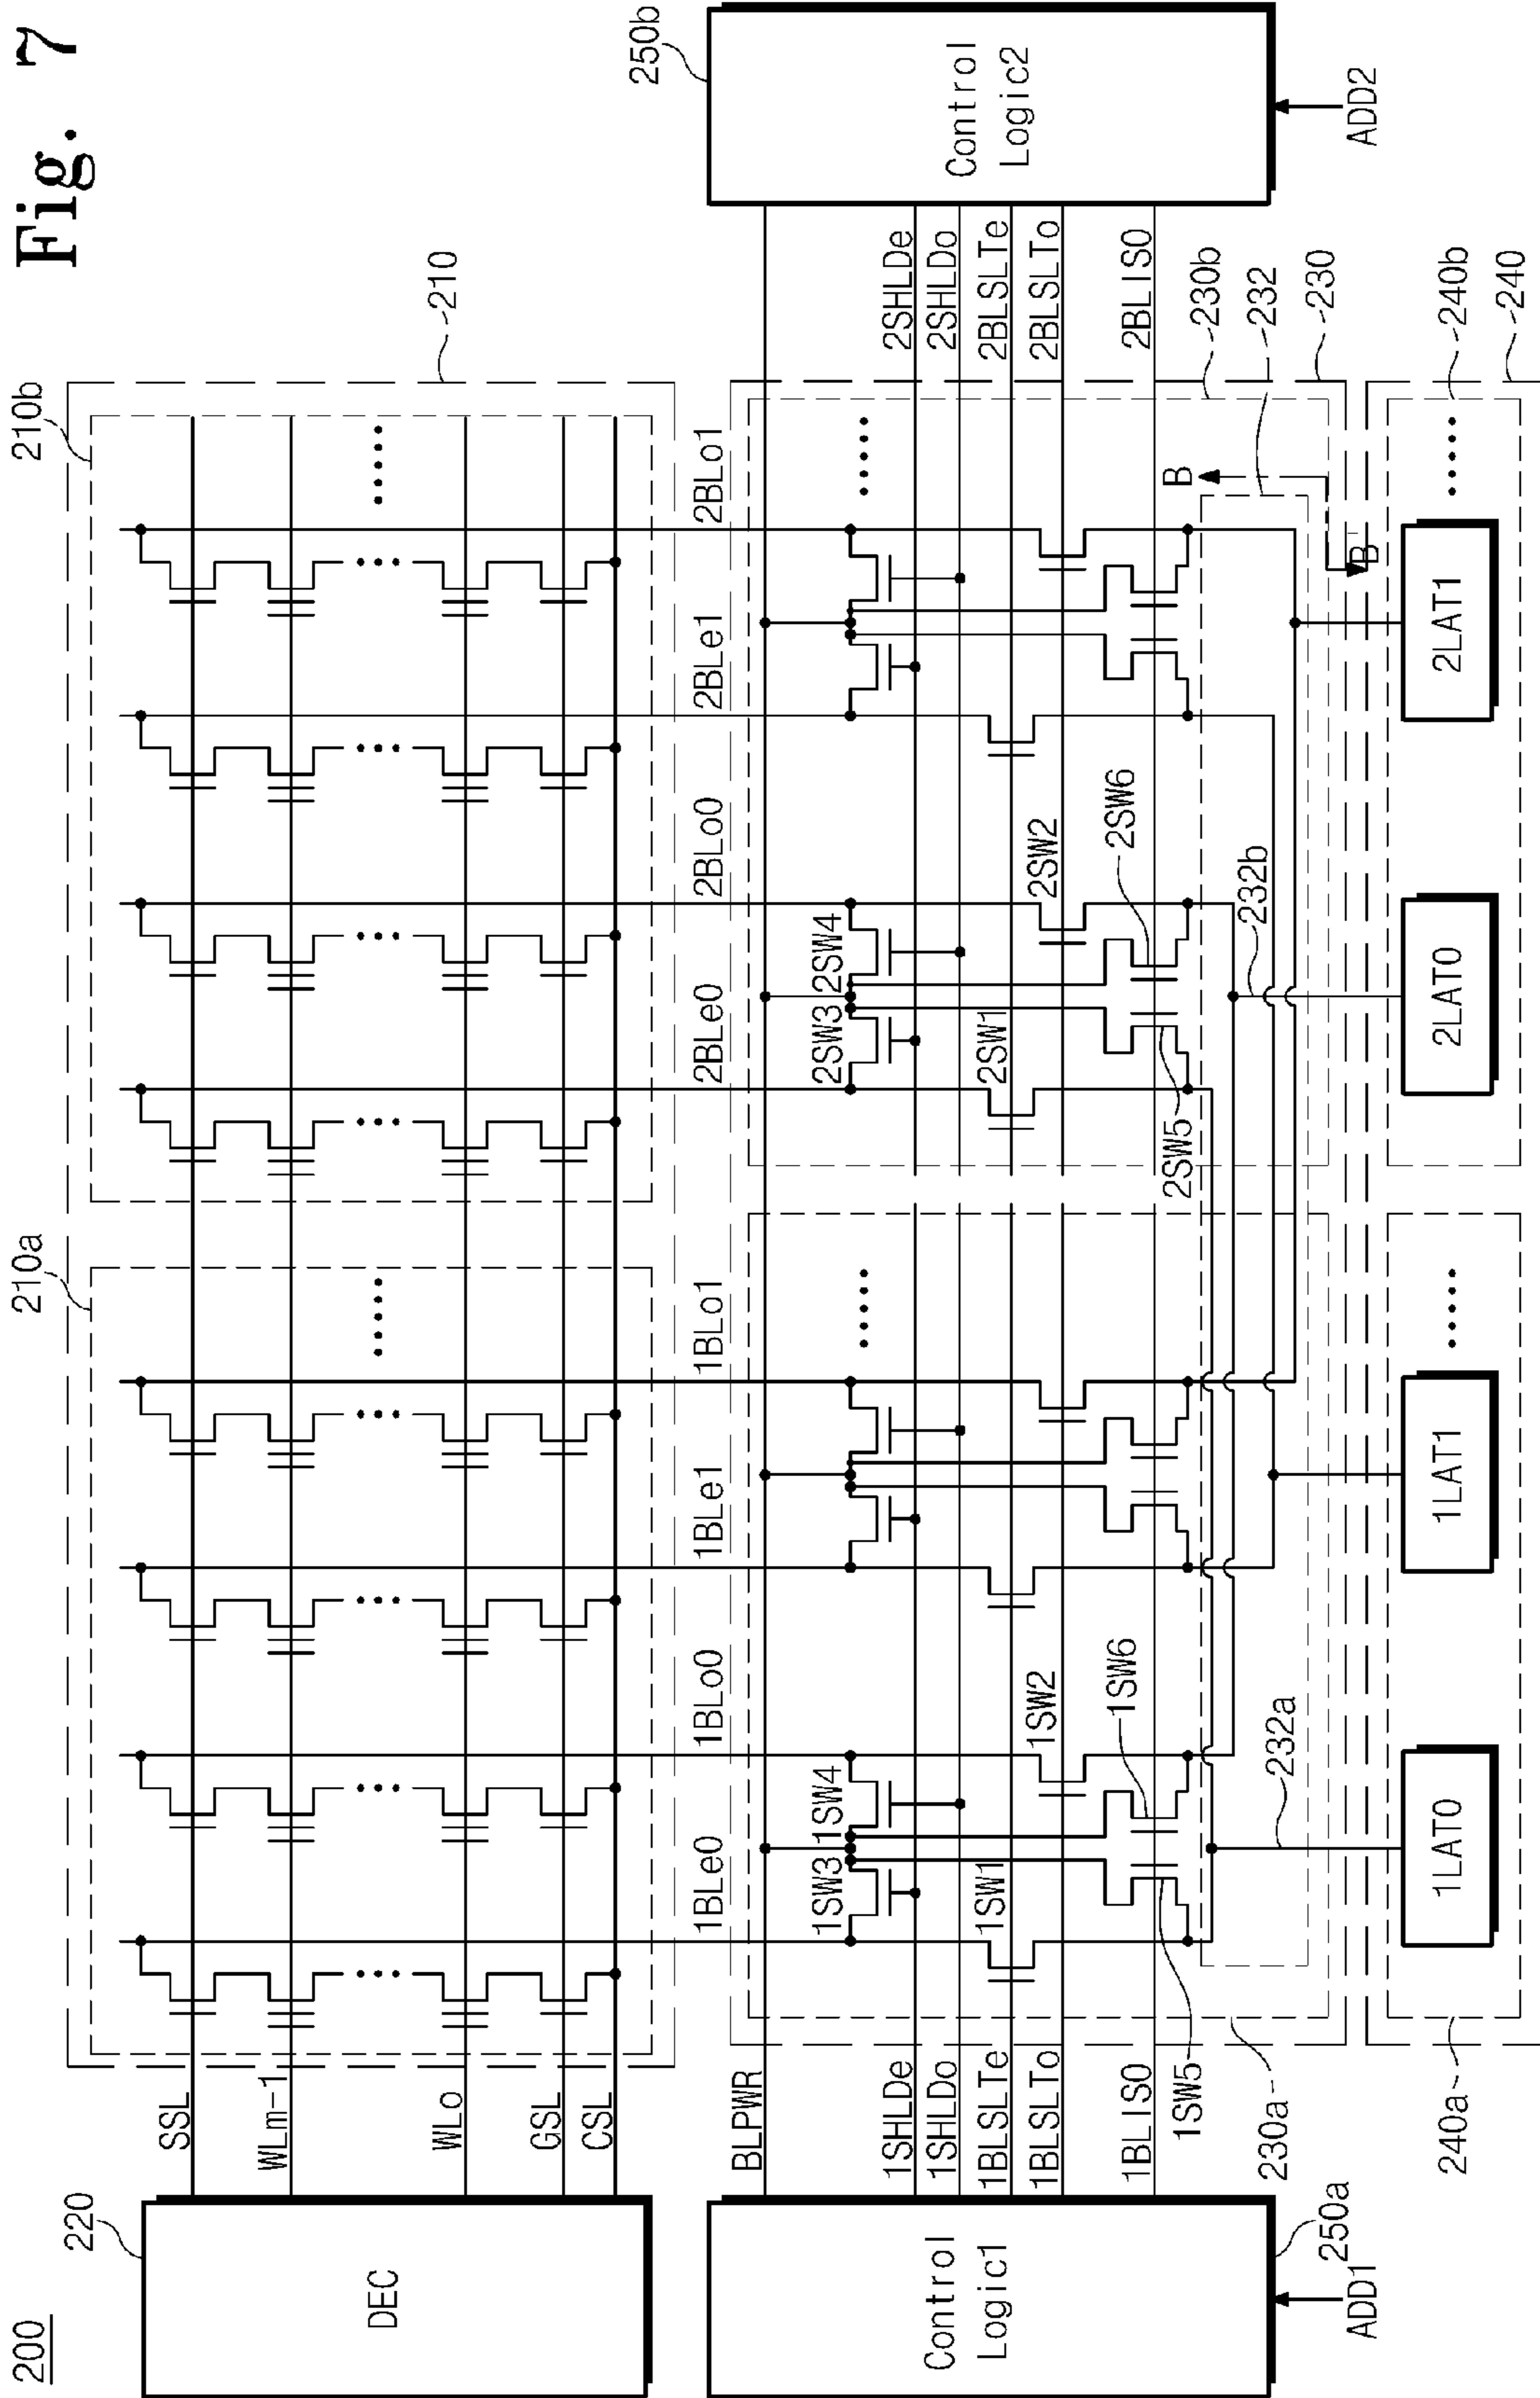 Fig. 7
200
220
DEC
SSL
WLm-1
WLo
GSL
CSL
210a
210b
210
1BLe0
1BLo0
1BLe1
1BLo1
2BLe0
2BLo0
2BLe1
2BLo1
Control
Logic1
250a
ADD1
BLPWR
1SHLDe
1SHLDo
1BLSLTe
1BLSLTo
1BLISO
1SW3
1SW4
1SW1
1SW2
1SW5
1SW6
2SW3
2SW4
2SW1
2SW2
2SW5
2SW6
250b
Control
Logic2
ADD2
2SHLDe
2SHLDo
2BLSLTe
2BLSLTo
2BLISO
230a
230b
232
230
232a
232b
B
B
240a
240b
240
1LAT0
1LAT1
2LAT0
2LAT1